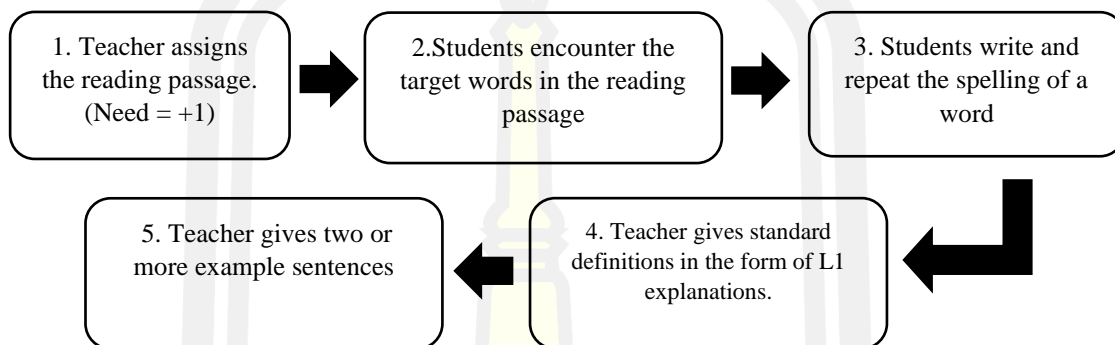 1. Teacher assigns
the reading passage.
(Need = +1)
2.Students encounter the
target words in the reading
passage
3. Students write and
repeat the spelling of a
word
4. Teacher gives standard
definitions in the form of L1
explanations.
5. Teacher gives two or
more example sentences